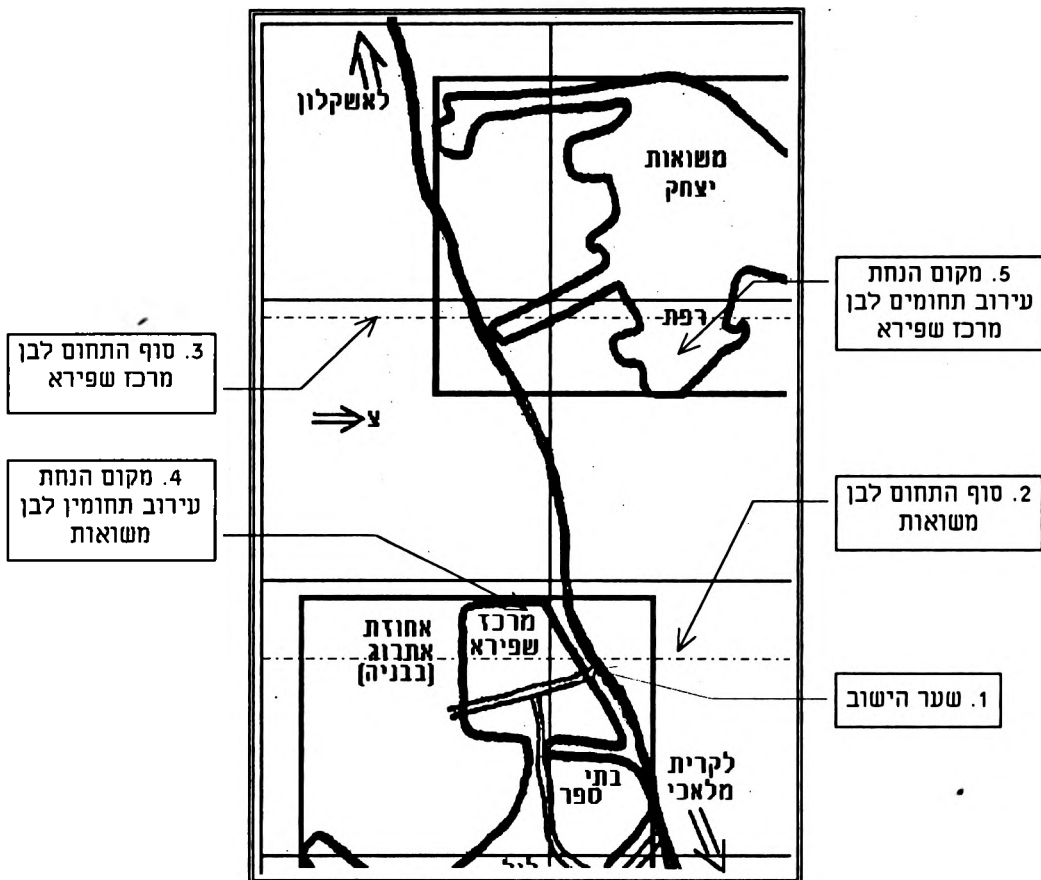 לאשקלון
משואות
יצחק
5. מקום הנחת
עירוב תחומים לבן
מרכז שפירא
רפת
3. סוף התחום לבן
מרכז שפירא
צ
4. מקום הנחת
עירוב תחומין לבן
משואות
2. סוף התחום לבן
משואות
מרכז
שפירא
אחוזת
אתרוג
(בבניה)
1. שער הישוב
לקרית
מלאכי
בתי
ספר